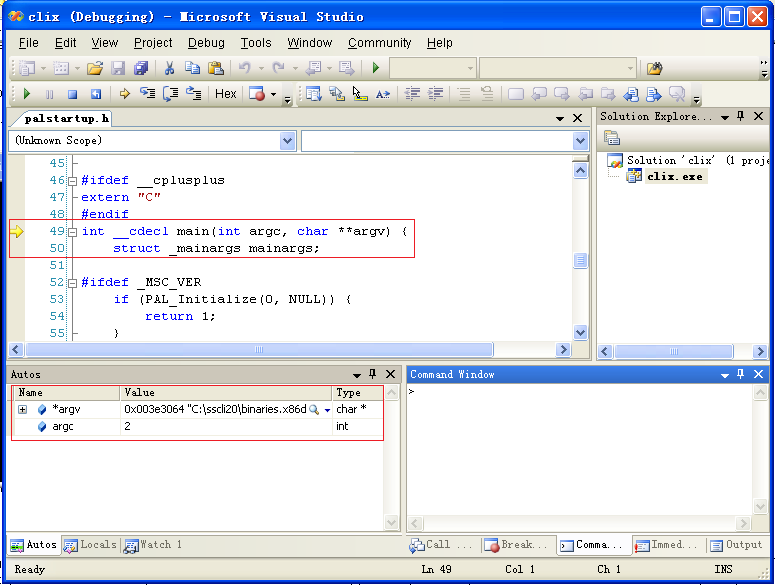 clix (Debugging) - Microsoft Visual Studio
File Edit View Project Debug Tools Window Community Help
Hex
palstartup.h
(Unknown Scope)
45
46 #ifdef __cplusplus
47 extern "C"
48 #endif
49 int __cdecl main(int argc, char **argv) {
50 struct _mainargs mainargs;
51
52 #ifdef _MSC_VER
53 if (PAL_Initialize(0, NULL)) {
54 return 1;
55 }
Solution Explore...
Solution 'clix' (1 proje
clix.exe
Autos
Name Value Type
*argv 0x003e3064 "C:\sscli20\binaries.x86d char *
argc 2 int
Autos Locals Watch 1
Command Window
>
Call ... Break... Comma... Immed... Output
Ready Ln 49 Col 1 Ch 1 INS